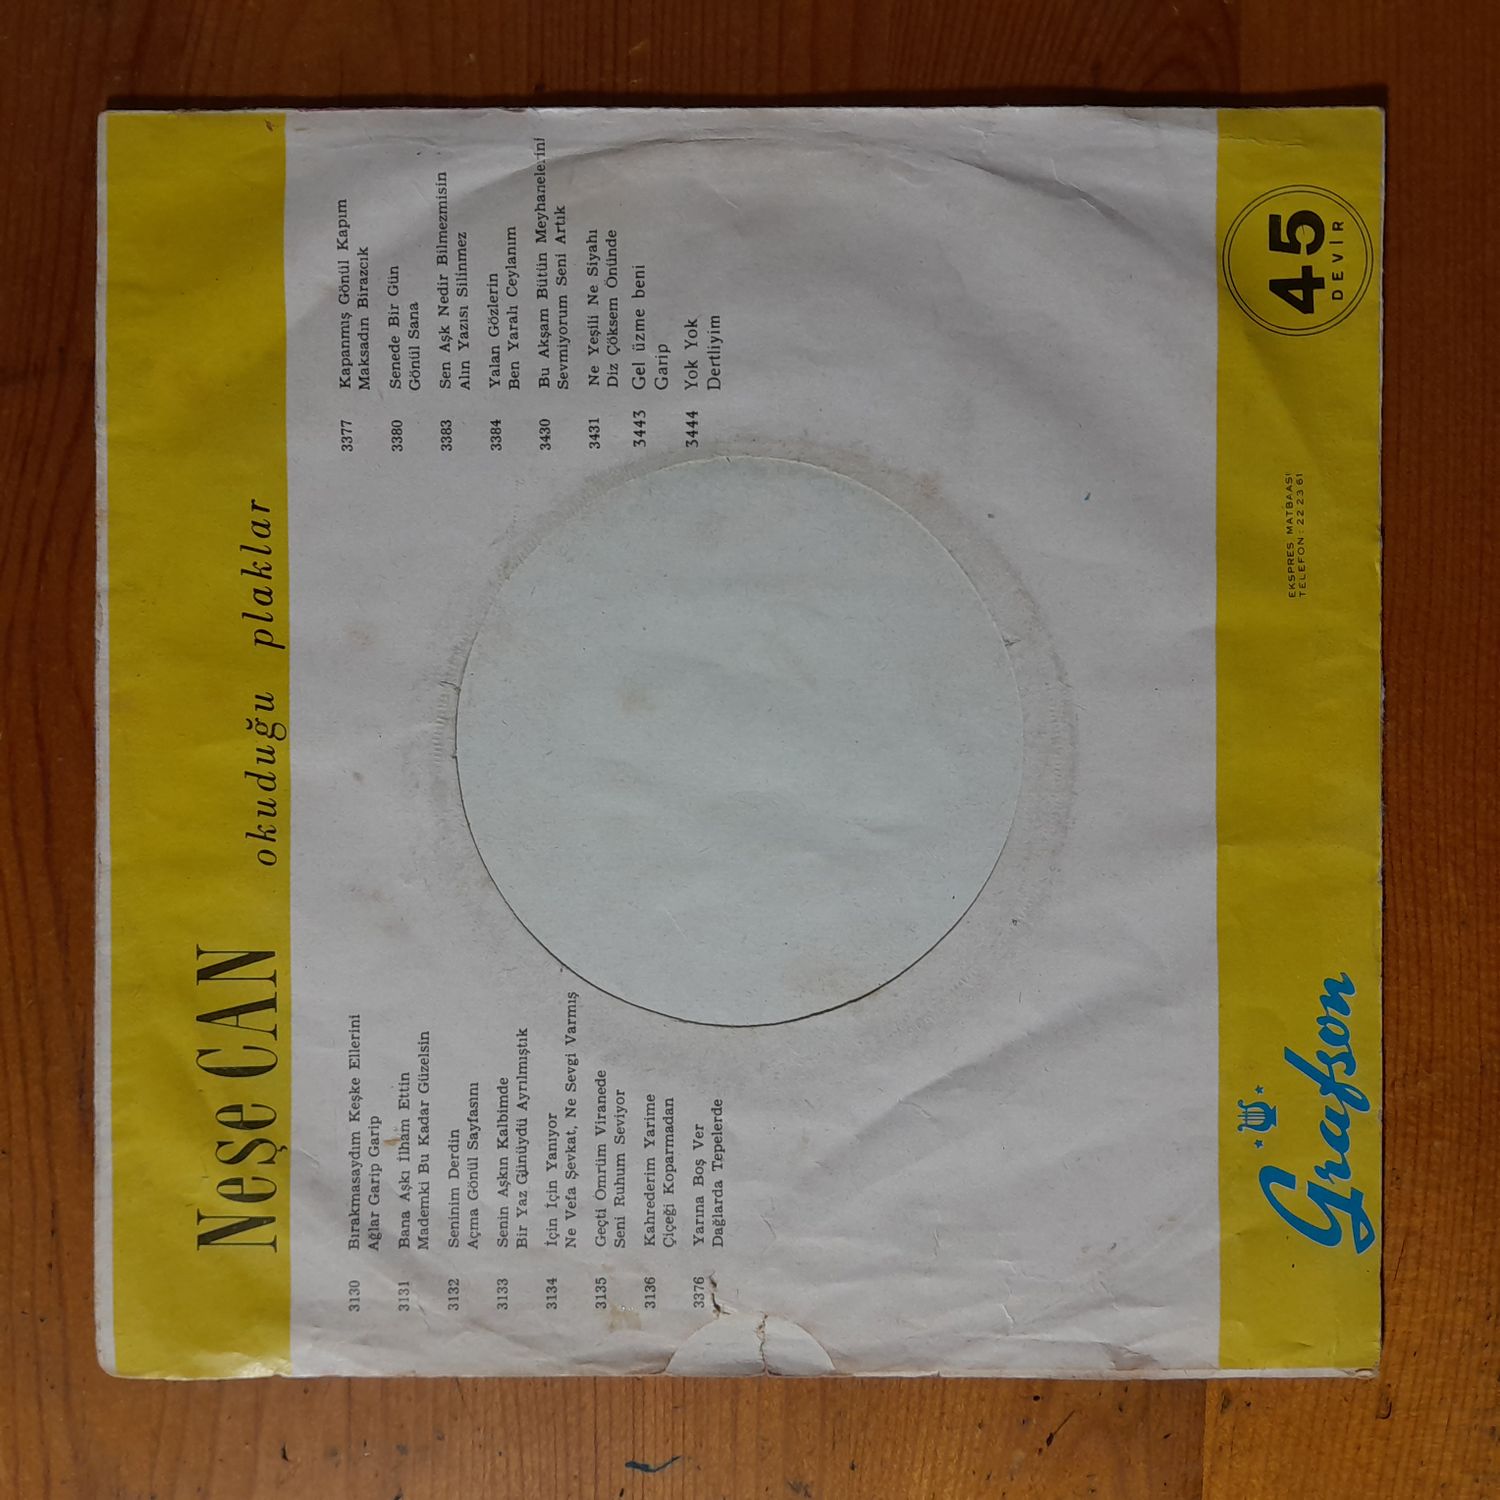 Neşe CAN
okuduğu plaklar
3130 Bırakmasaydım Keşke Ellerini
Ağlar Garip Garip
3131 Bana Aşkı İlham Ettin
Mademki Bu Kadar Güzelsin
3132 Seninim Derdin
Açma Gönül Sayfasını
3133 Senin Aşkın Kalbimde
Bir Yaz Günüydü Ayrılmıştık
3134 İçin İçin Yanıyor
Ne Vefa Şevkat, Ne Sevgi Varmış
3135 Geçti Ömrüm Viranede
Seni Ruhum Seviyor
3136 Kahrederim Yarime
Çiçeği Koparmadan
3376 Yarına Boş Ver
Dağlarda Tepelerde
3377 Kapanmış Gönül Kapım
Maksadın Birazcık
3380 Senede Bir Gün
Gönül Sana
3383 Sen Aşk Nedir Bilmezmisin
Alın Yazısı Silinmez
3384 Yalan Gözlerin
Ben Yaralı Ceylanım
3430 Bu Akşam Bütün Meyhanelerini
Sevmiyorum Seni Artık
3431 Ne Yeşili Ne Siyahı
Diz Çöksem Önünde
3443 Gel üzme beni
Garip
3444 Yok Yok
Dertliyim
Grafson
EKSPRES MATBAASI
TELEFON: 22 23 61
45
DEVİR